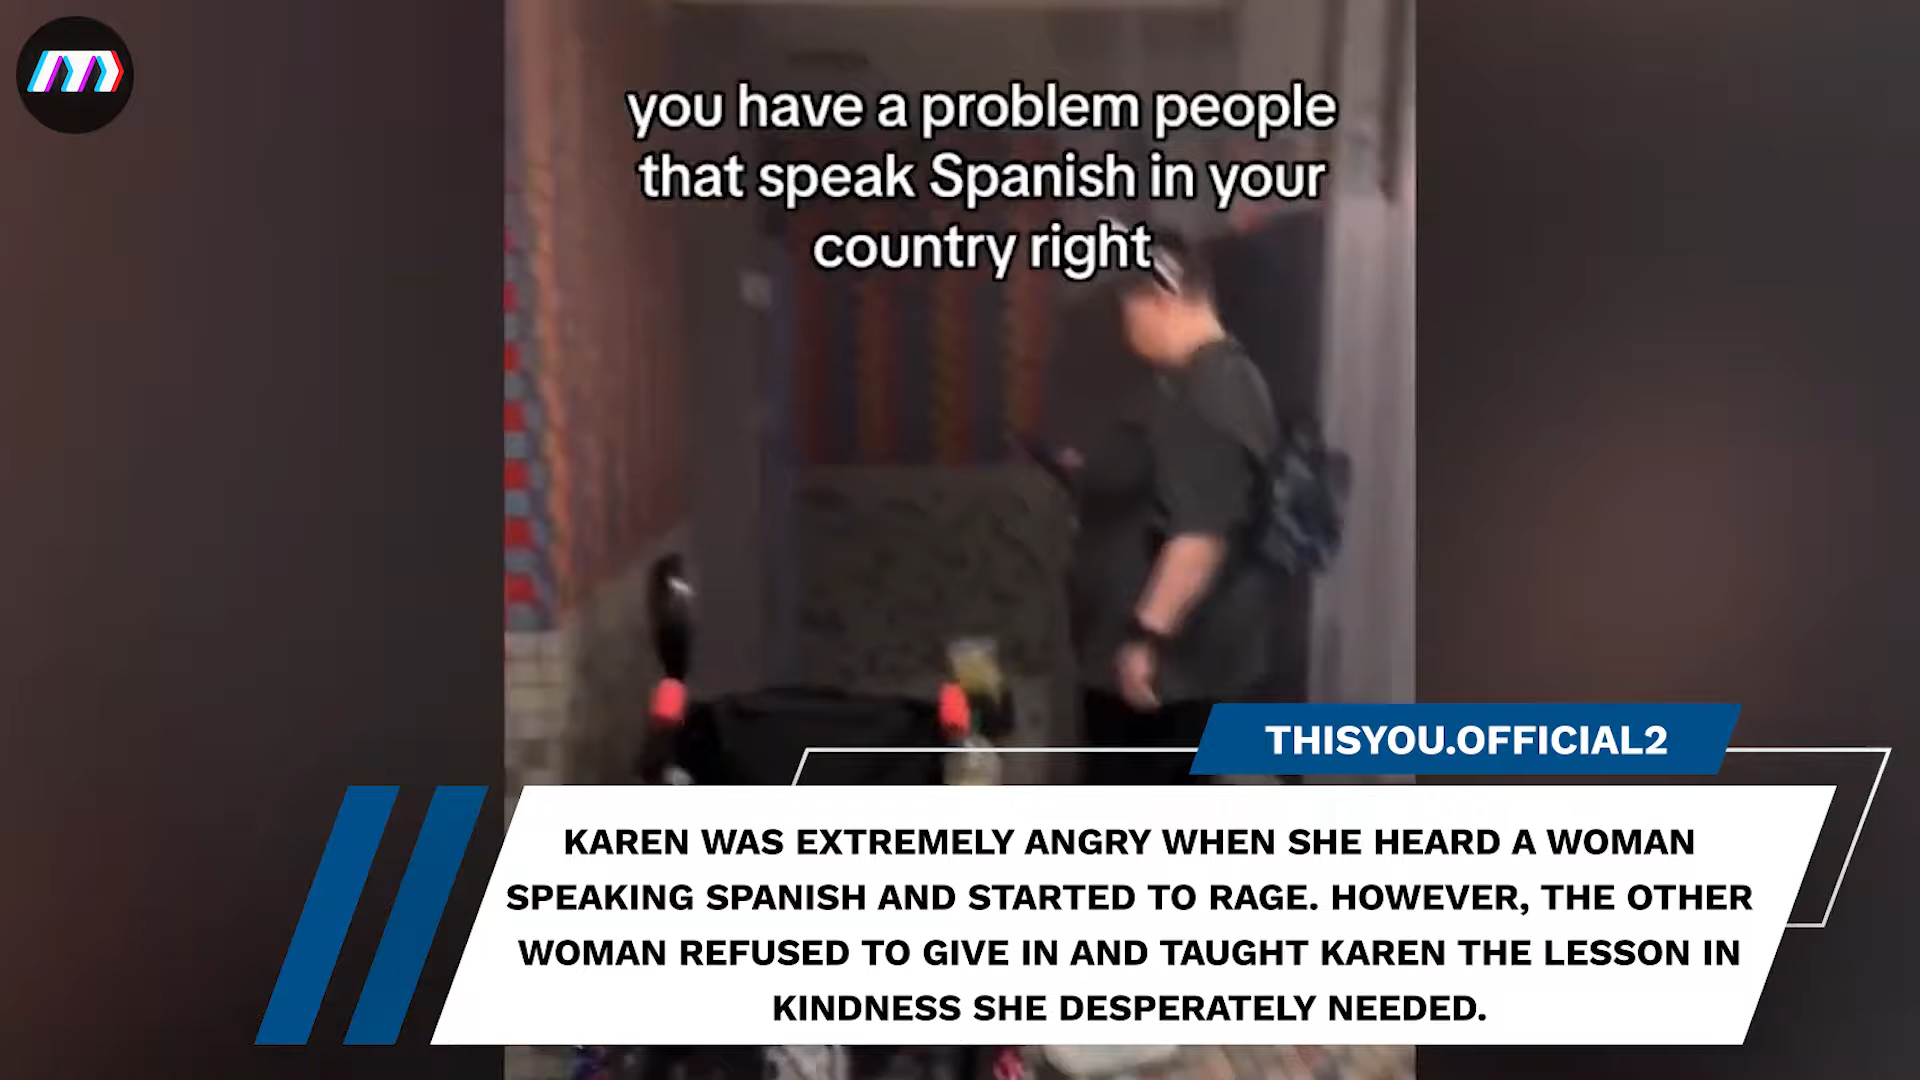 you have a problem people
that speak Spanish in your
country right
THISYOU.OFFICIAL2
KAREN WAS EXTREMELY ANGRY WHEN SHE HEARD A WOMAN
SPEAKING SPANISH AND STARTED TO RAGE. HOWEVER, THE OTHER
WOMAN REFUSED TO GIVE IN AND TAUGHT KAREN THE LESSON IN
KINDNESS SHE DESPERATELY NEEDED.